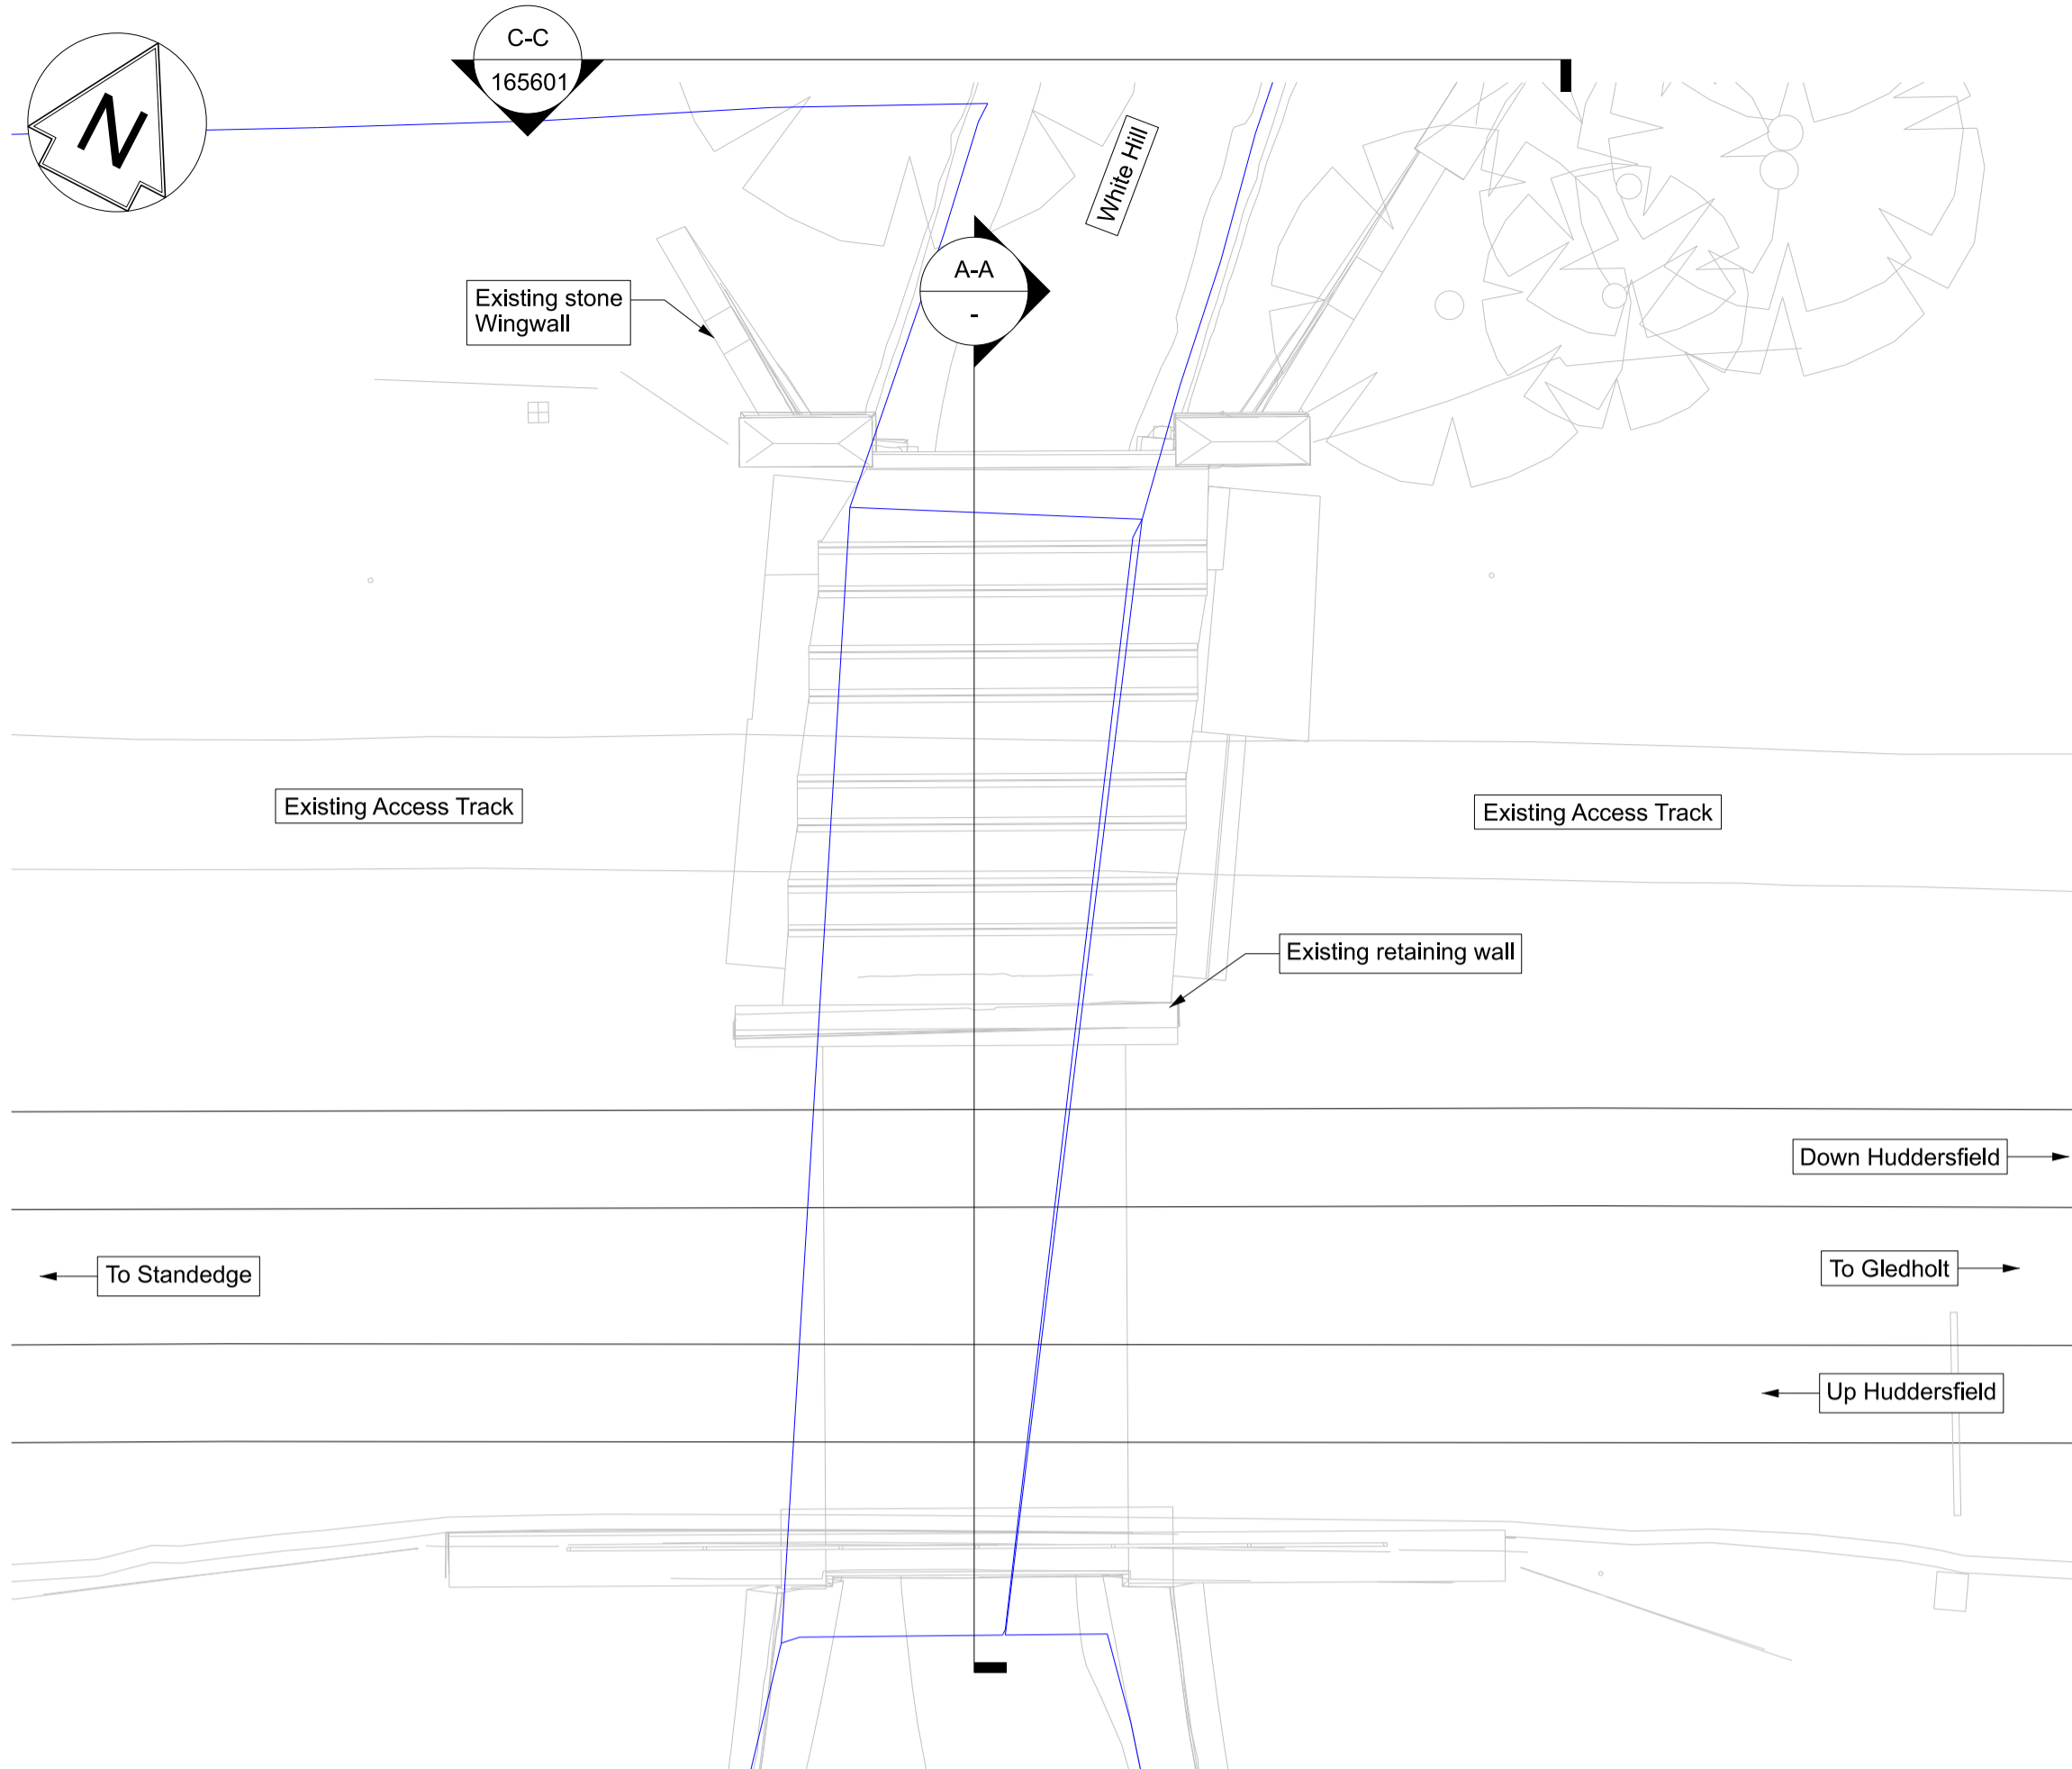 C-C
165601
N
White Hill
A-A
-
Existing stone
Wingwall
Existing Access Track
Existing Access Track
Existing retaining wall
Down Huddersfield
To Standedge
To Gledholt
Up Huddersfield